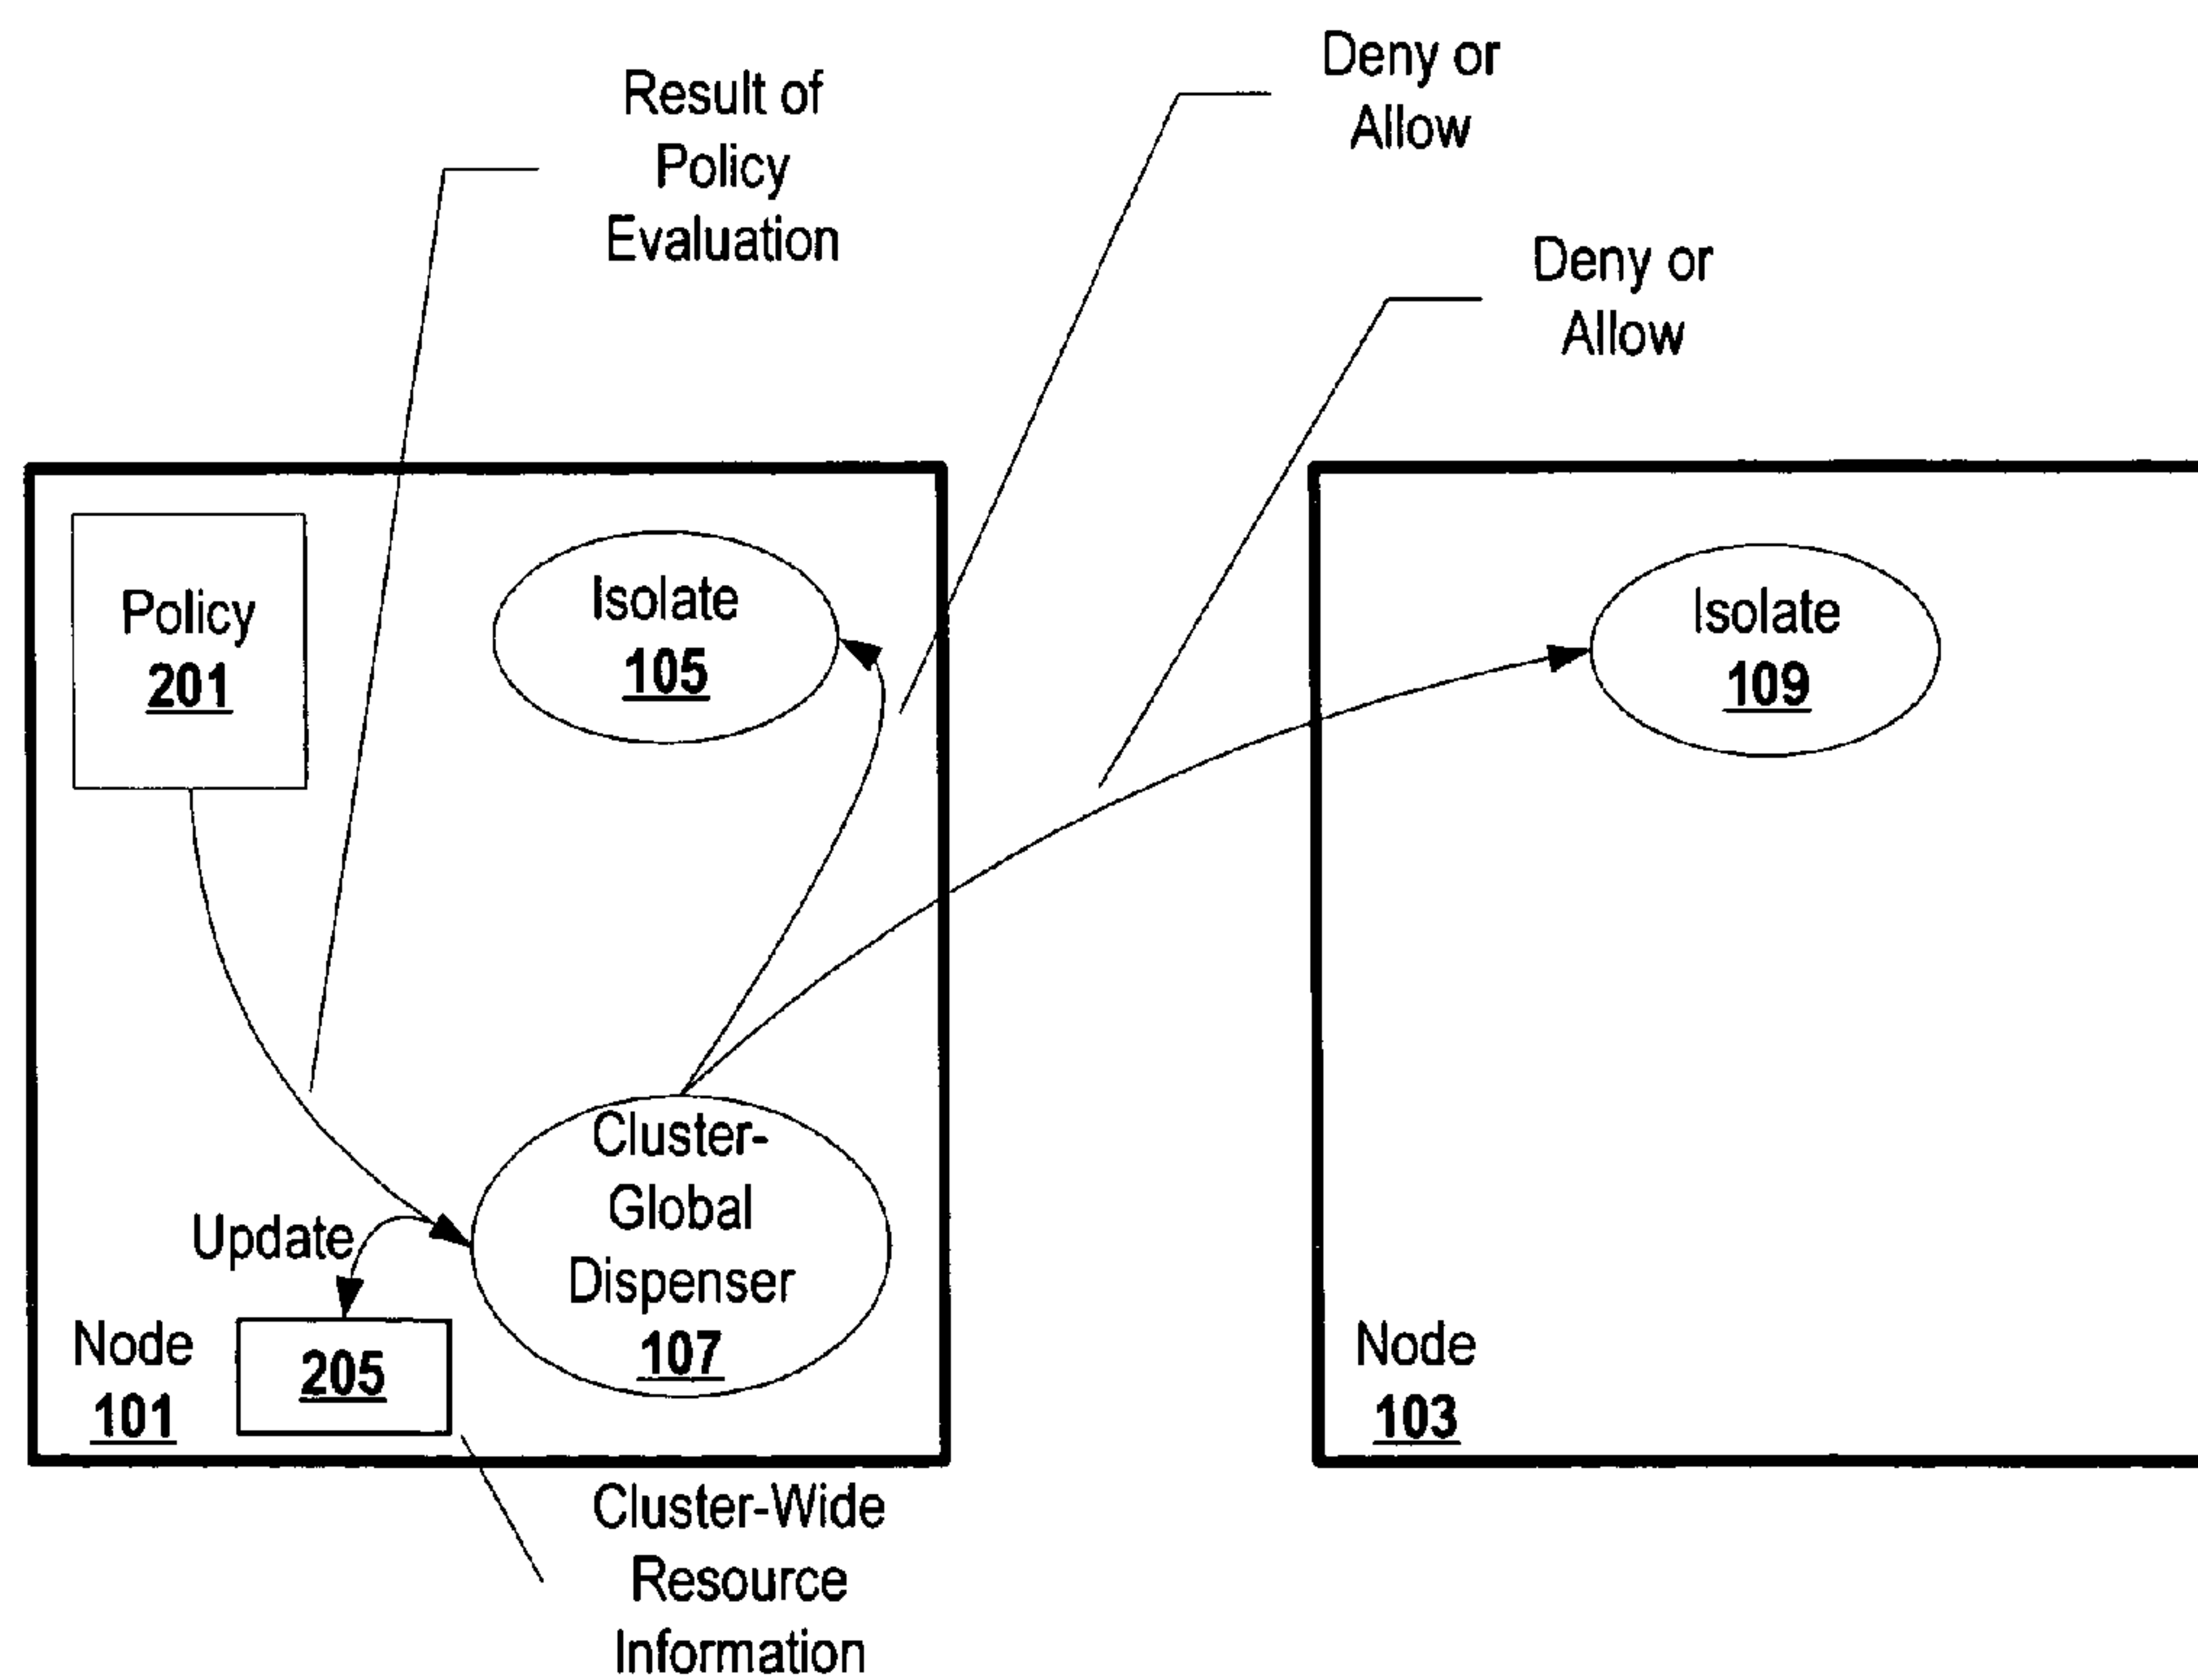 Deny or
Allow
Result of
Policy
Evaluation
Deny or
Allow
Policy
201
Isolate
105
Isolate
109
Update
Cluster-
Global
Dispenser
107
205
Node
101
Node
103
Cluster-Wide
Resource
Information